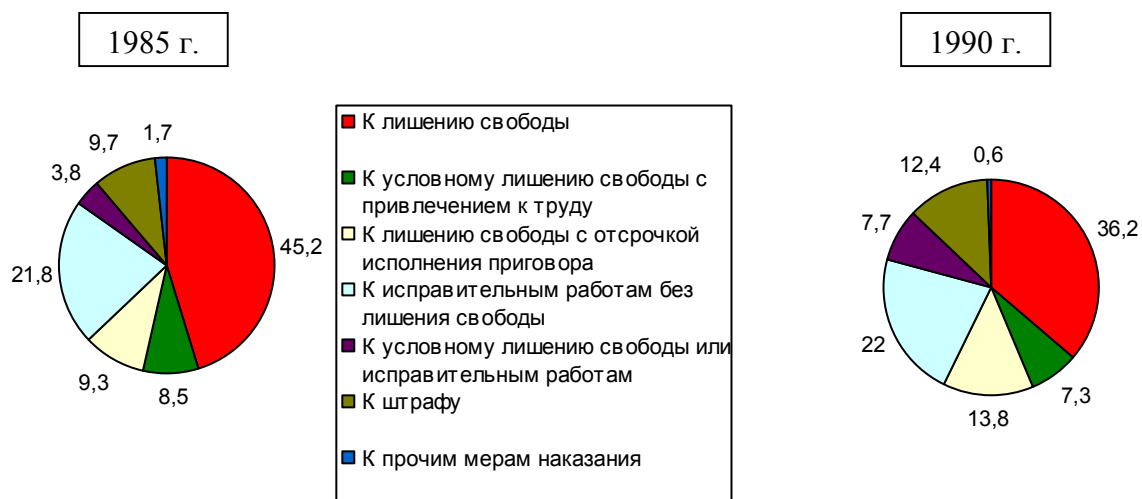 1985 г.
1990 г.
1,7
9,7
3,8
21,8
45,2
9,3
8,5
К лишению свободы
К условному лишению свободы с
привлечением к труду
К лишению свободы с отсрочкой
исполнения приговора
К исправительным работам без
лишения свободы
К условному лишению свободы или
исправительным работам
К штрафу
К прочим мерам наказания
0,6
12,4
7,7
36,2
22
7,3
13,8